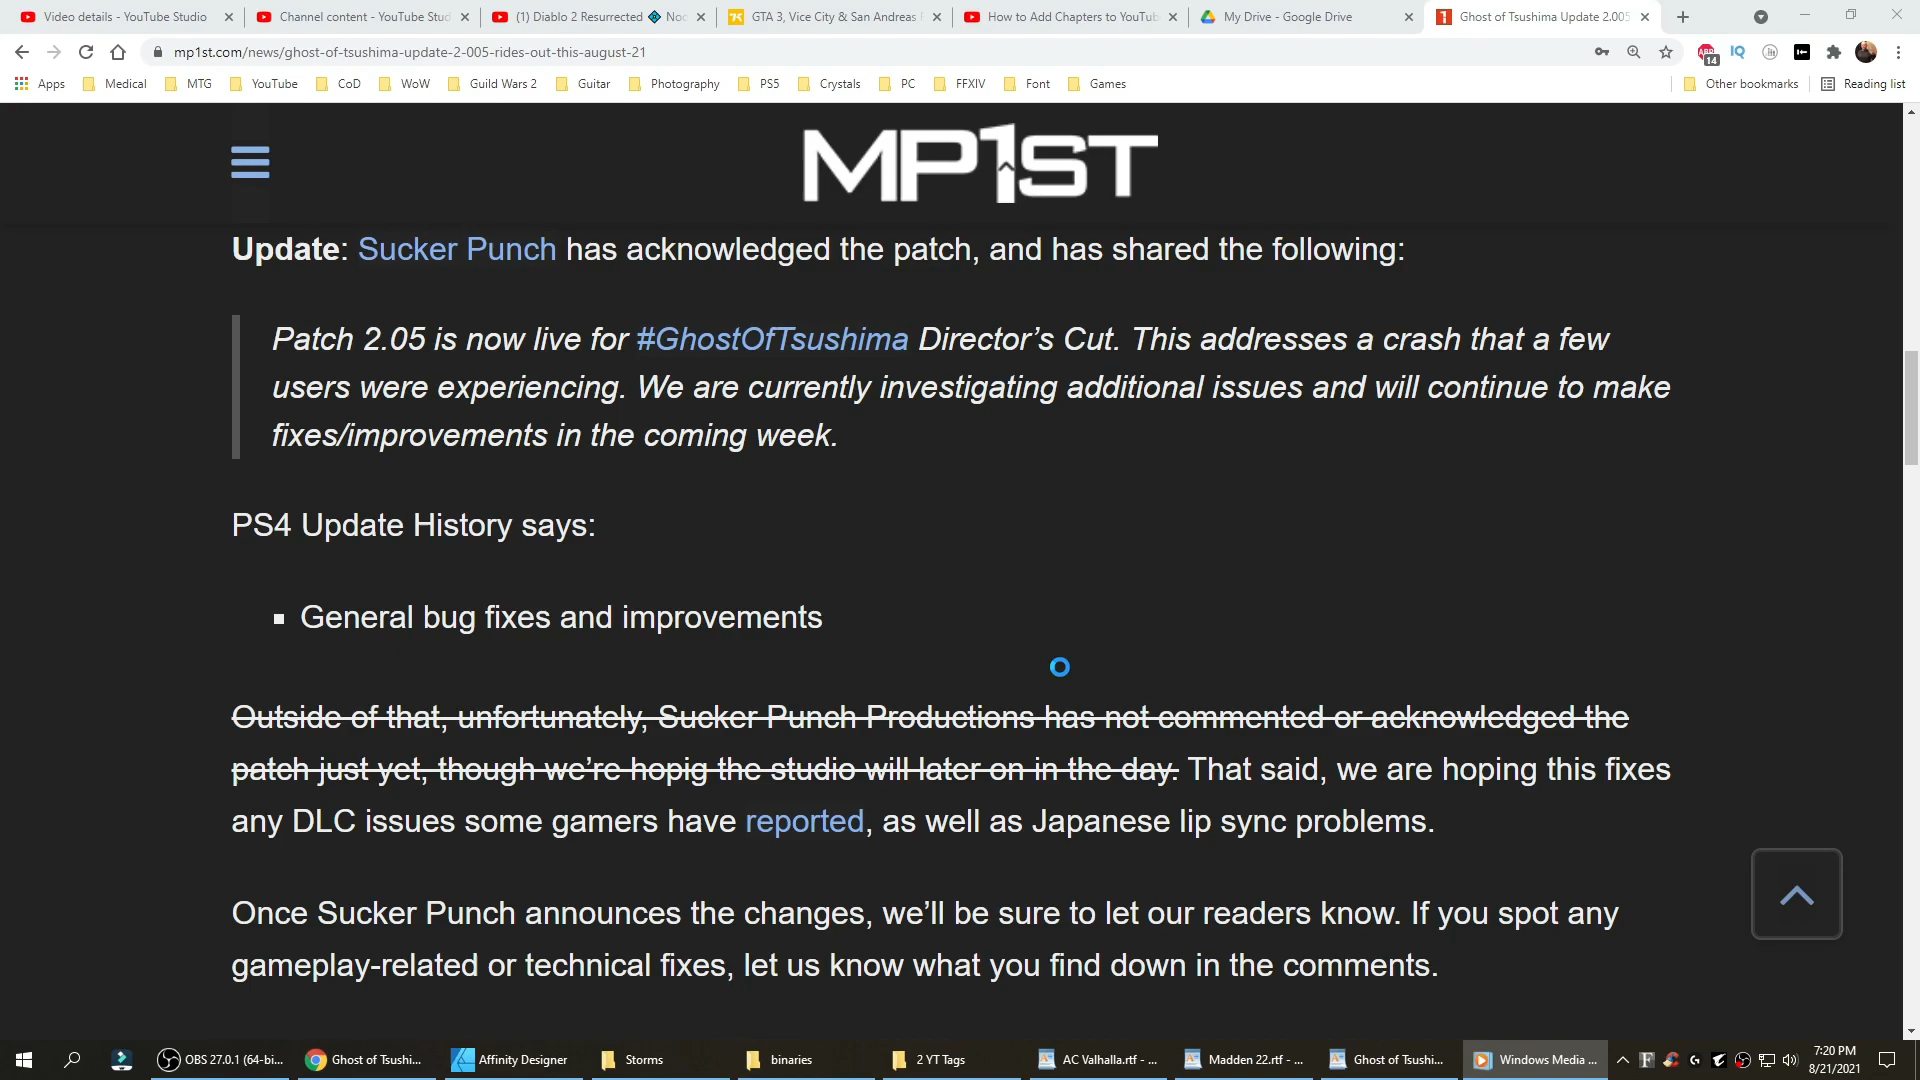 Video details - YouTube Studio
Channel content - YouTube Stud
(1) Diablo 2 Resurrected 💠 Noc
GTA 3, Vice City & San Andreas
How to Add Chapters to YouTub
My Drive - Google Drive
Ghost of Tsushima Update 2.005
mp1st.com/news/ghost-of-tsushima-update-2-005-rides-out-this-august-21
14
IQ
Apps
Medical
MTG
YouTube
CoD
WoW
Guild Wars 2
Guitar
Photography
PS5
Crystals
PC
FFXIV
Font
Games
Other bookmarks
Reading list
MP1ST
Update: Sucker Punch has acknowledged the patch, and has shared the following:
Patch 2.05 is now live for #GhostOfTsushima Director’s Cut. This addresses a crash that a few
users were experiencing. We are currently investigating additional issues and will continue to make
fixes/improvements in the coming week.
PS4 Update History says:
General bug fixes and improvements
Outside of that, unfortunately, Sucker Punch Productions has not commented or acknowledged the
patch just yet, though we’re hopig the studio will later on in the day. That said, we are hoping this fixes
any DLC issues some gamers have reported, as well as Japanese lip sync problems.
Once Sucker Punch announces the changes, we’ll be sure to let our readers know. If you spot any
gameplay-related or technical fixes, let us know what you find down in the comments.
OBS 27.0.1 (64-bi...
Ghost of Tsushi...
Affinity Designer
Storms
binaries
2 YT Tags
AC Valhalla.rtf - ...
Madden 22.rtf - ...
Ghost of Tsushi...
Windows Media ...
7:20 PM
8/21/2021